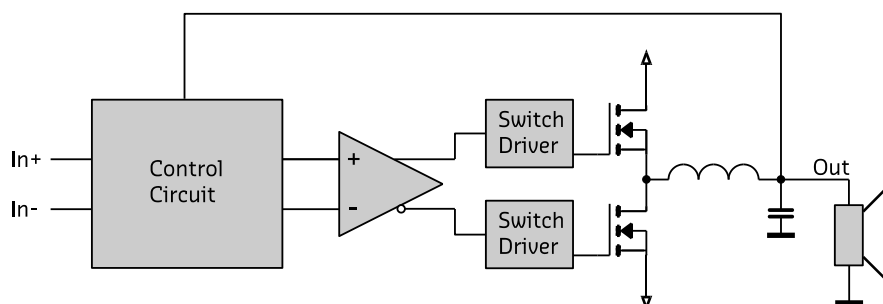 In+
In-
Control
Circuit
+
-
Switch
Driver
Switch
Driver
Out